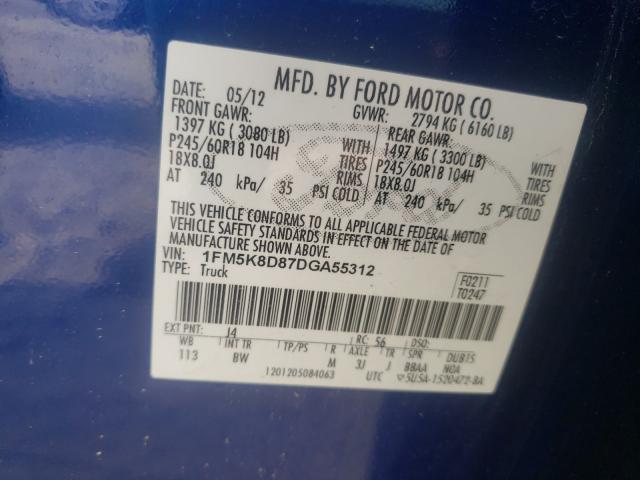 MFD. BY FORD MOTOR CO.
DATE: 05/12 GVWR: 2794 KG ( 6160 LB)
FRONT GAWR: REAR GAWR:
1397 KG ( 3080 LB) WITH 1497 KG ( 3300 LB) WITH
P245/60R18 104H TIRES P245/60R18 104H TIRES
18X8.0J RIMS 18X8.0J RIMS
AT 240 kPa/ 35 PSI COLD AT 240 kPa/ 35 PSI COLD
THIS VEHICLE CONFORMS TO ALL APPLICABLE FEDERAL MOTOR
VEHICLE SAFETY STANDARDS IN EFFECT ON THE DATE OF
MANUFACTURE SHOWN ABOVE.
VIN: 1FM5K8D87DGA55312
TYPE: Truck
F0211
T0247
EXT PNT: J4 RC: 56 DSO:
WB INT TR TP/PS R AXLE TR SPR
113 BW M 3J J BBAA NOA
1201205084063 UTC